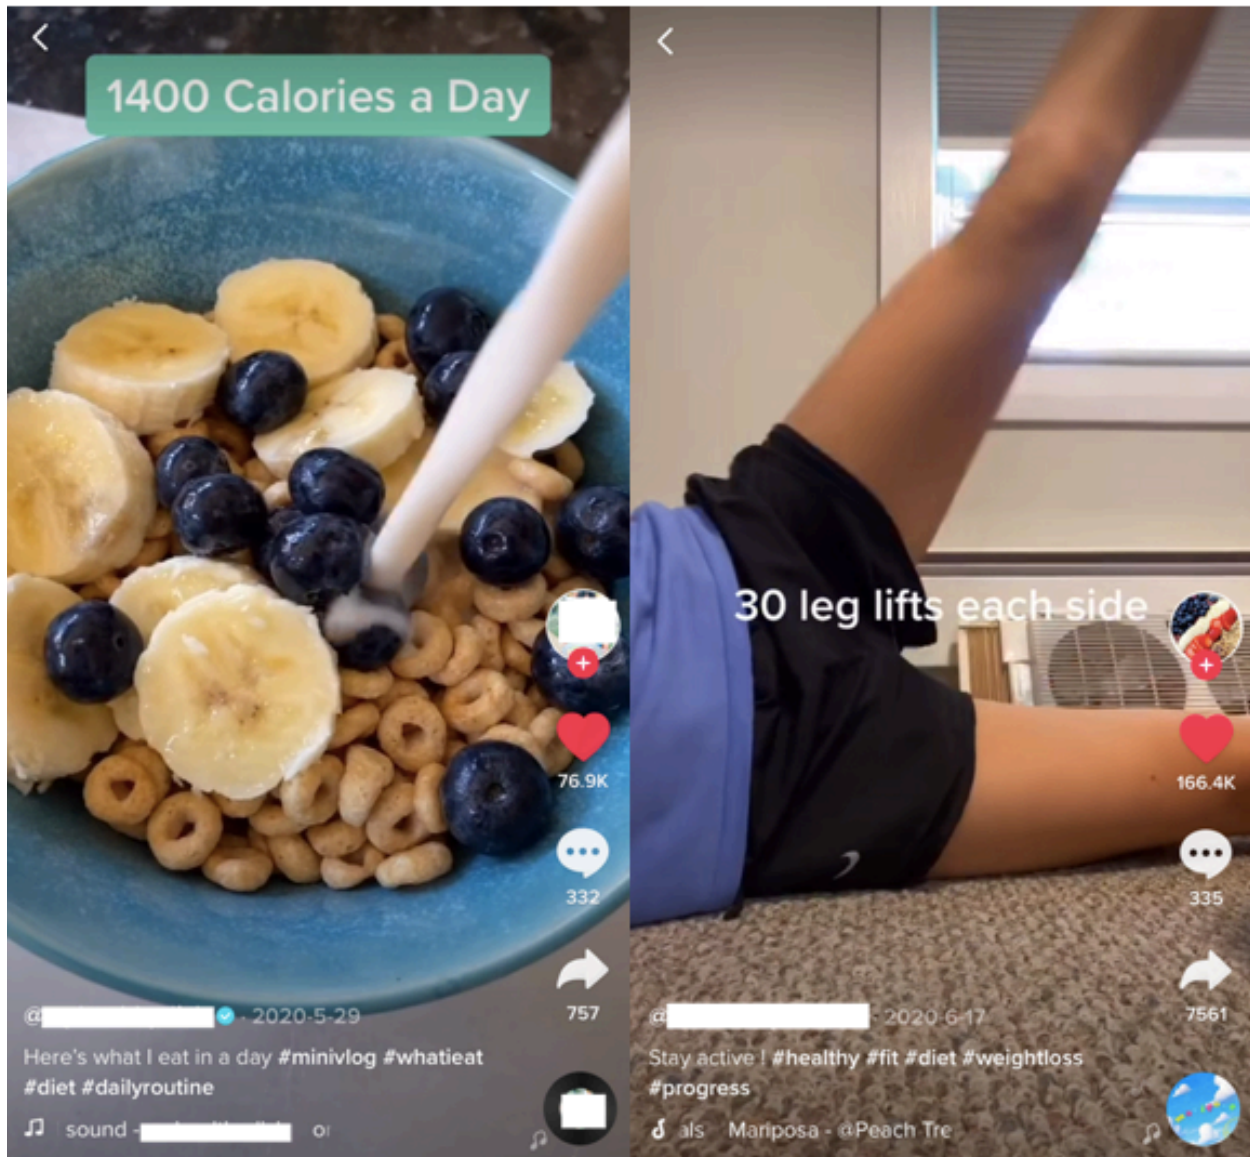 1400 Calories a Day
76.9K
332
757
@ · 2020-5-29
Here's what I eat in a day #minivlog #whatieat
#diet #dailyroutine
sound -
30 leg lifts each side
166.4K
335
7561
@ · 2020-6-17
Stay active ! #healthy #fit #diet #weightloss
#progress
als Mariposa - @Peach Tre